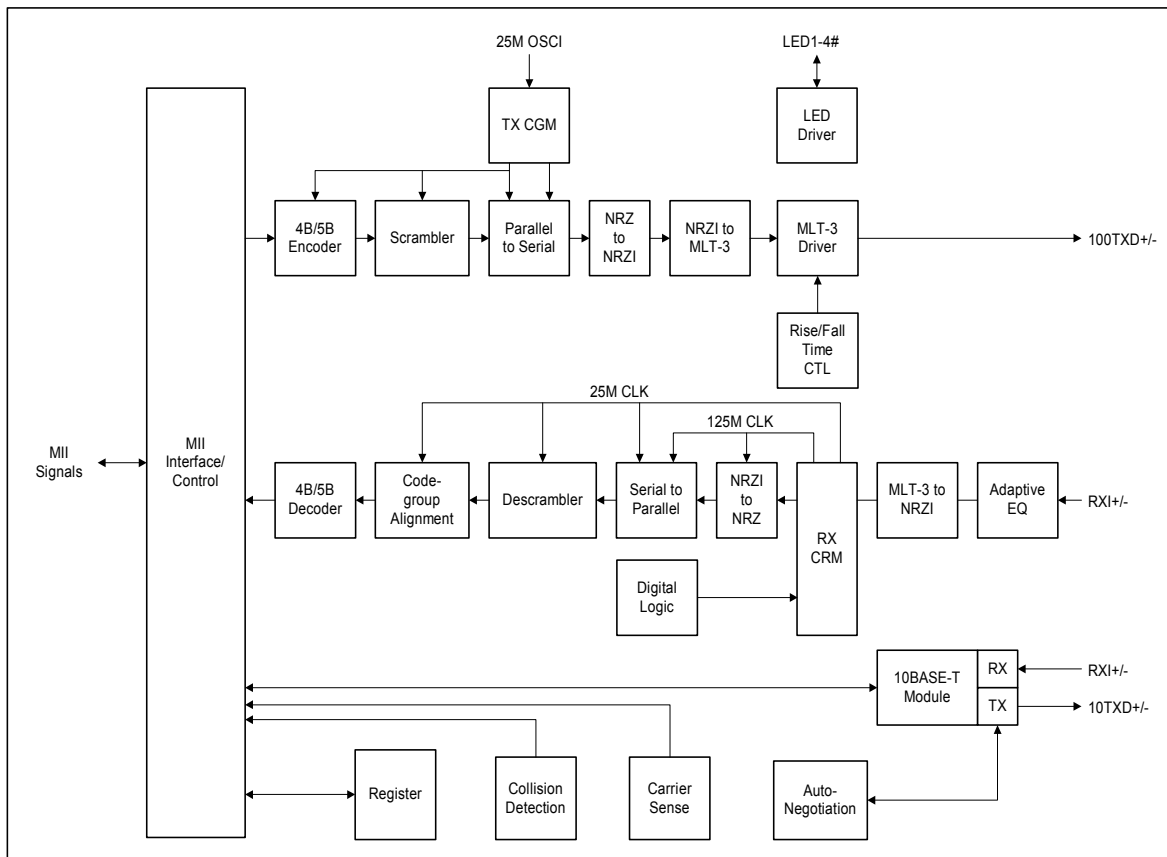 25M OSCI
LED1-4#
TX CGM
LED
Driver
4B/5B
Encoder
Scrambler
Parallel
to Serial
NRZ
to
NRZI
NRZI to
MLT-3
MLT-3
Driver
100TXD+/-
Rise/Fall
Time
CTL
25M CLK
125M CLK
MII
Signals
MII
Interface/
Control
4B/5B
Decoder
Code-
group
Alignment
Descrambler
Serial to
Parallel
NRZI
to
NRZ
RX
CRM
MLT-3 to
NRZI
Adaptive
EQ
RXI+/-
Digital
Logic
10BASE-T
Module
RX
RXI+/-
TX
10TXD+/-
Register
Collision
Detection
Carrier
Sense
Auto-
Negotiation